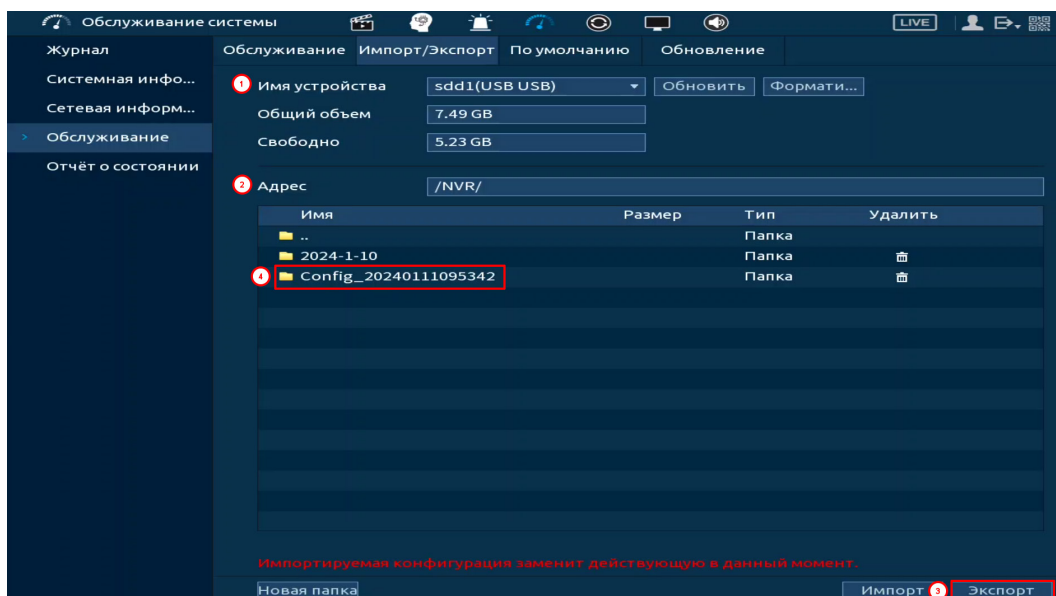 Обслуживание системы LIVE
Журнал
Системная инфо...
Сетевая информ...
Обслуживание
Отчёт о состоянии
Обслуживание Импорт/Экспорт По умолчанию Обновление
1 Имя устройства sdd1(USB USB) Обновить Формати...
Общий объем 7.49 GB
Свободно 5.23 GB
2 Адрес /NVR/
Имя Размер Тип Удалить
.. Папка
2024-1-10 Папка
4 Config_20240111095342 Папка
Импортируемая конфигурация заменит действующую в данный момент.
Новая папка Импорт 3 Экспорт